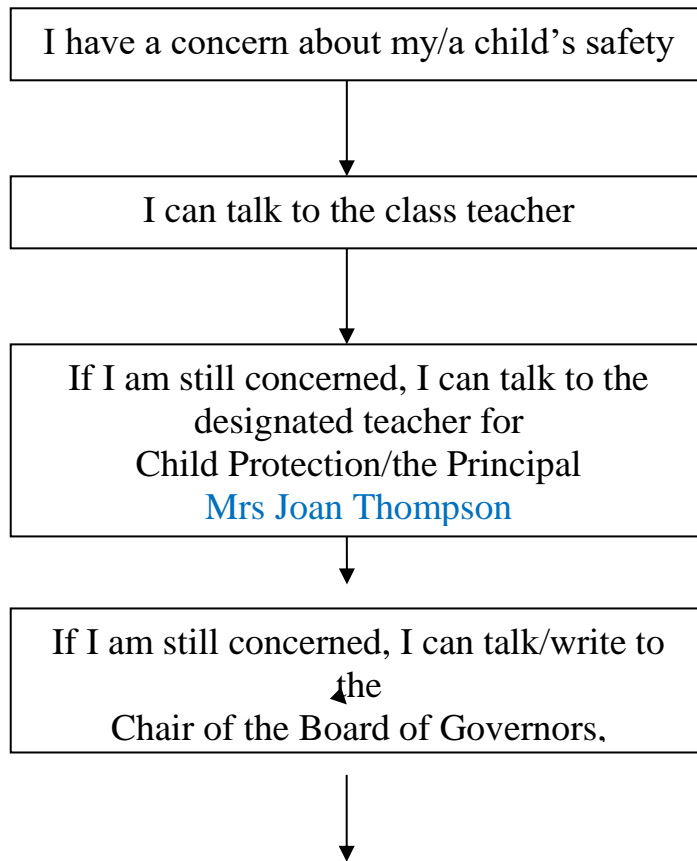 I have a concern about my/a child’s safety
I can talk to the class teacher
If I am still concerned, I can talk to the
designated teacher for
Child Protection/the Principal
Mrs Joan Thompson
If I am still concerned, I can talk/write to
the
Chair of the Board of Governors,